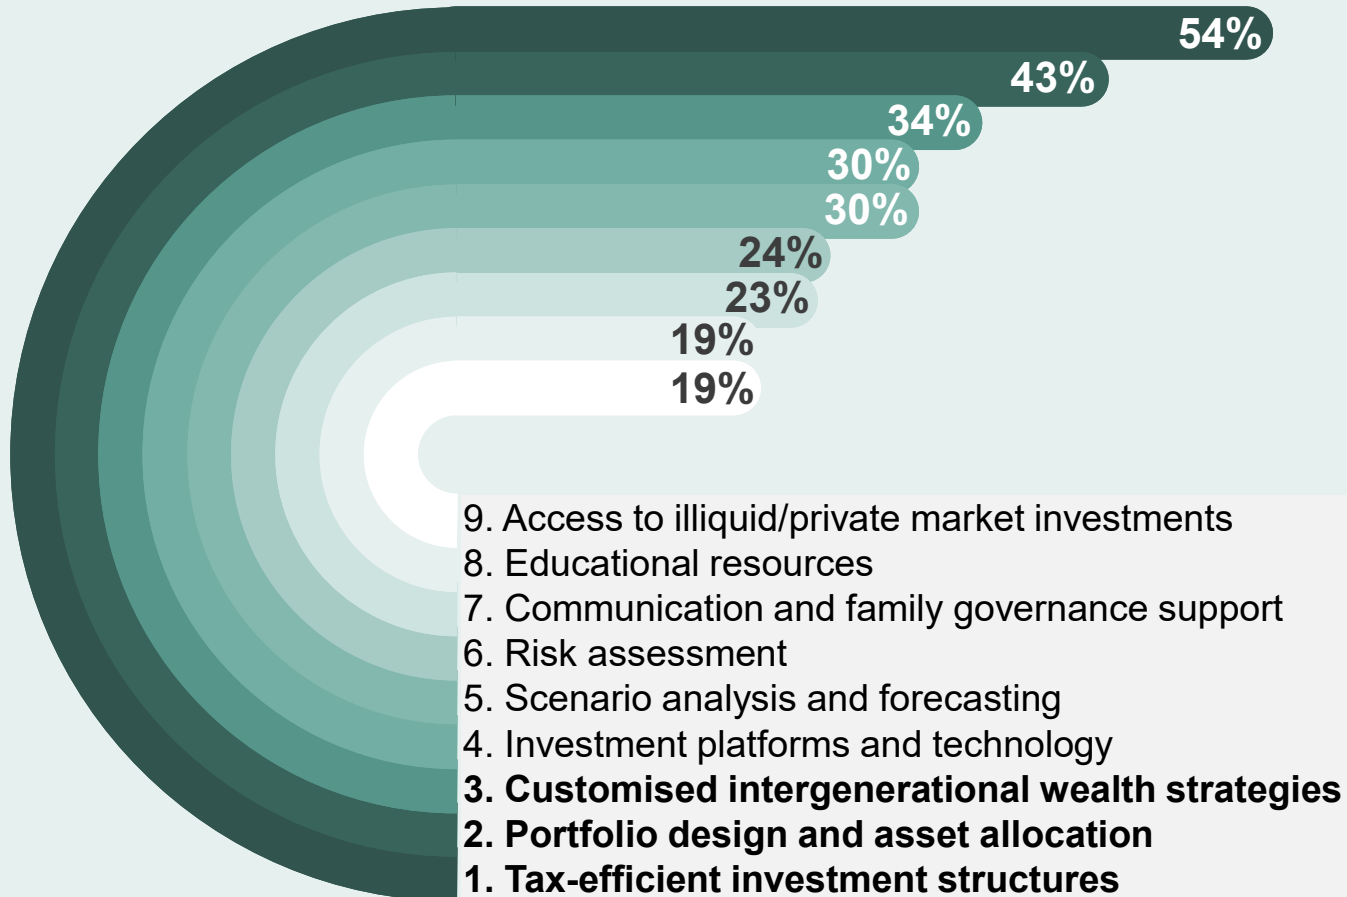 54%
43%
34%
30%
30%
24%
23%
19%
19%
9. Access to illiquid/private market investments
8. Educational resources
7. Communication and family governance support
6. Risk assessment
5. Scenario analysis and forecasting
4. Investment platforms and technology
3. Customised intergenerational wealth strategies
2. Portfolio design and asset allocation
1. Tax-efficient investment structures